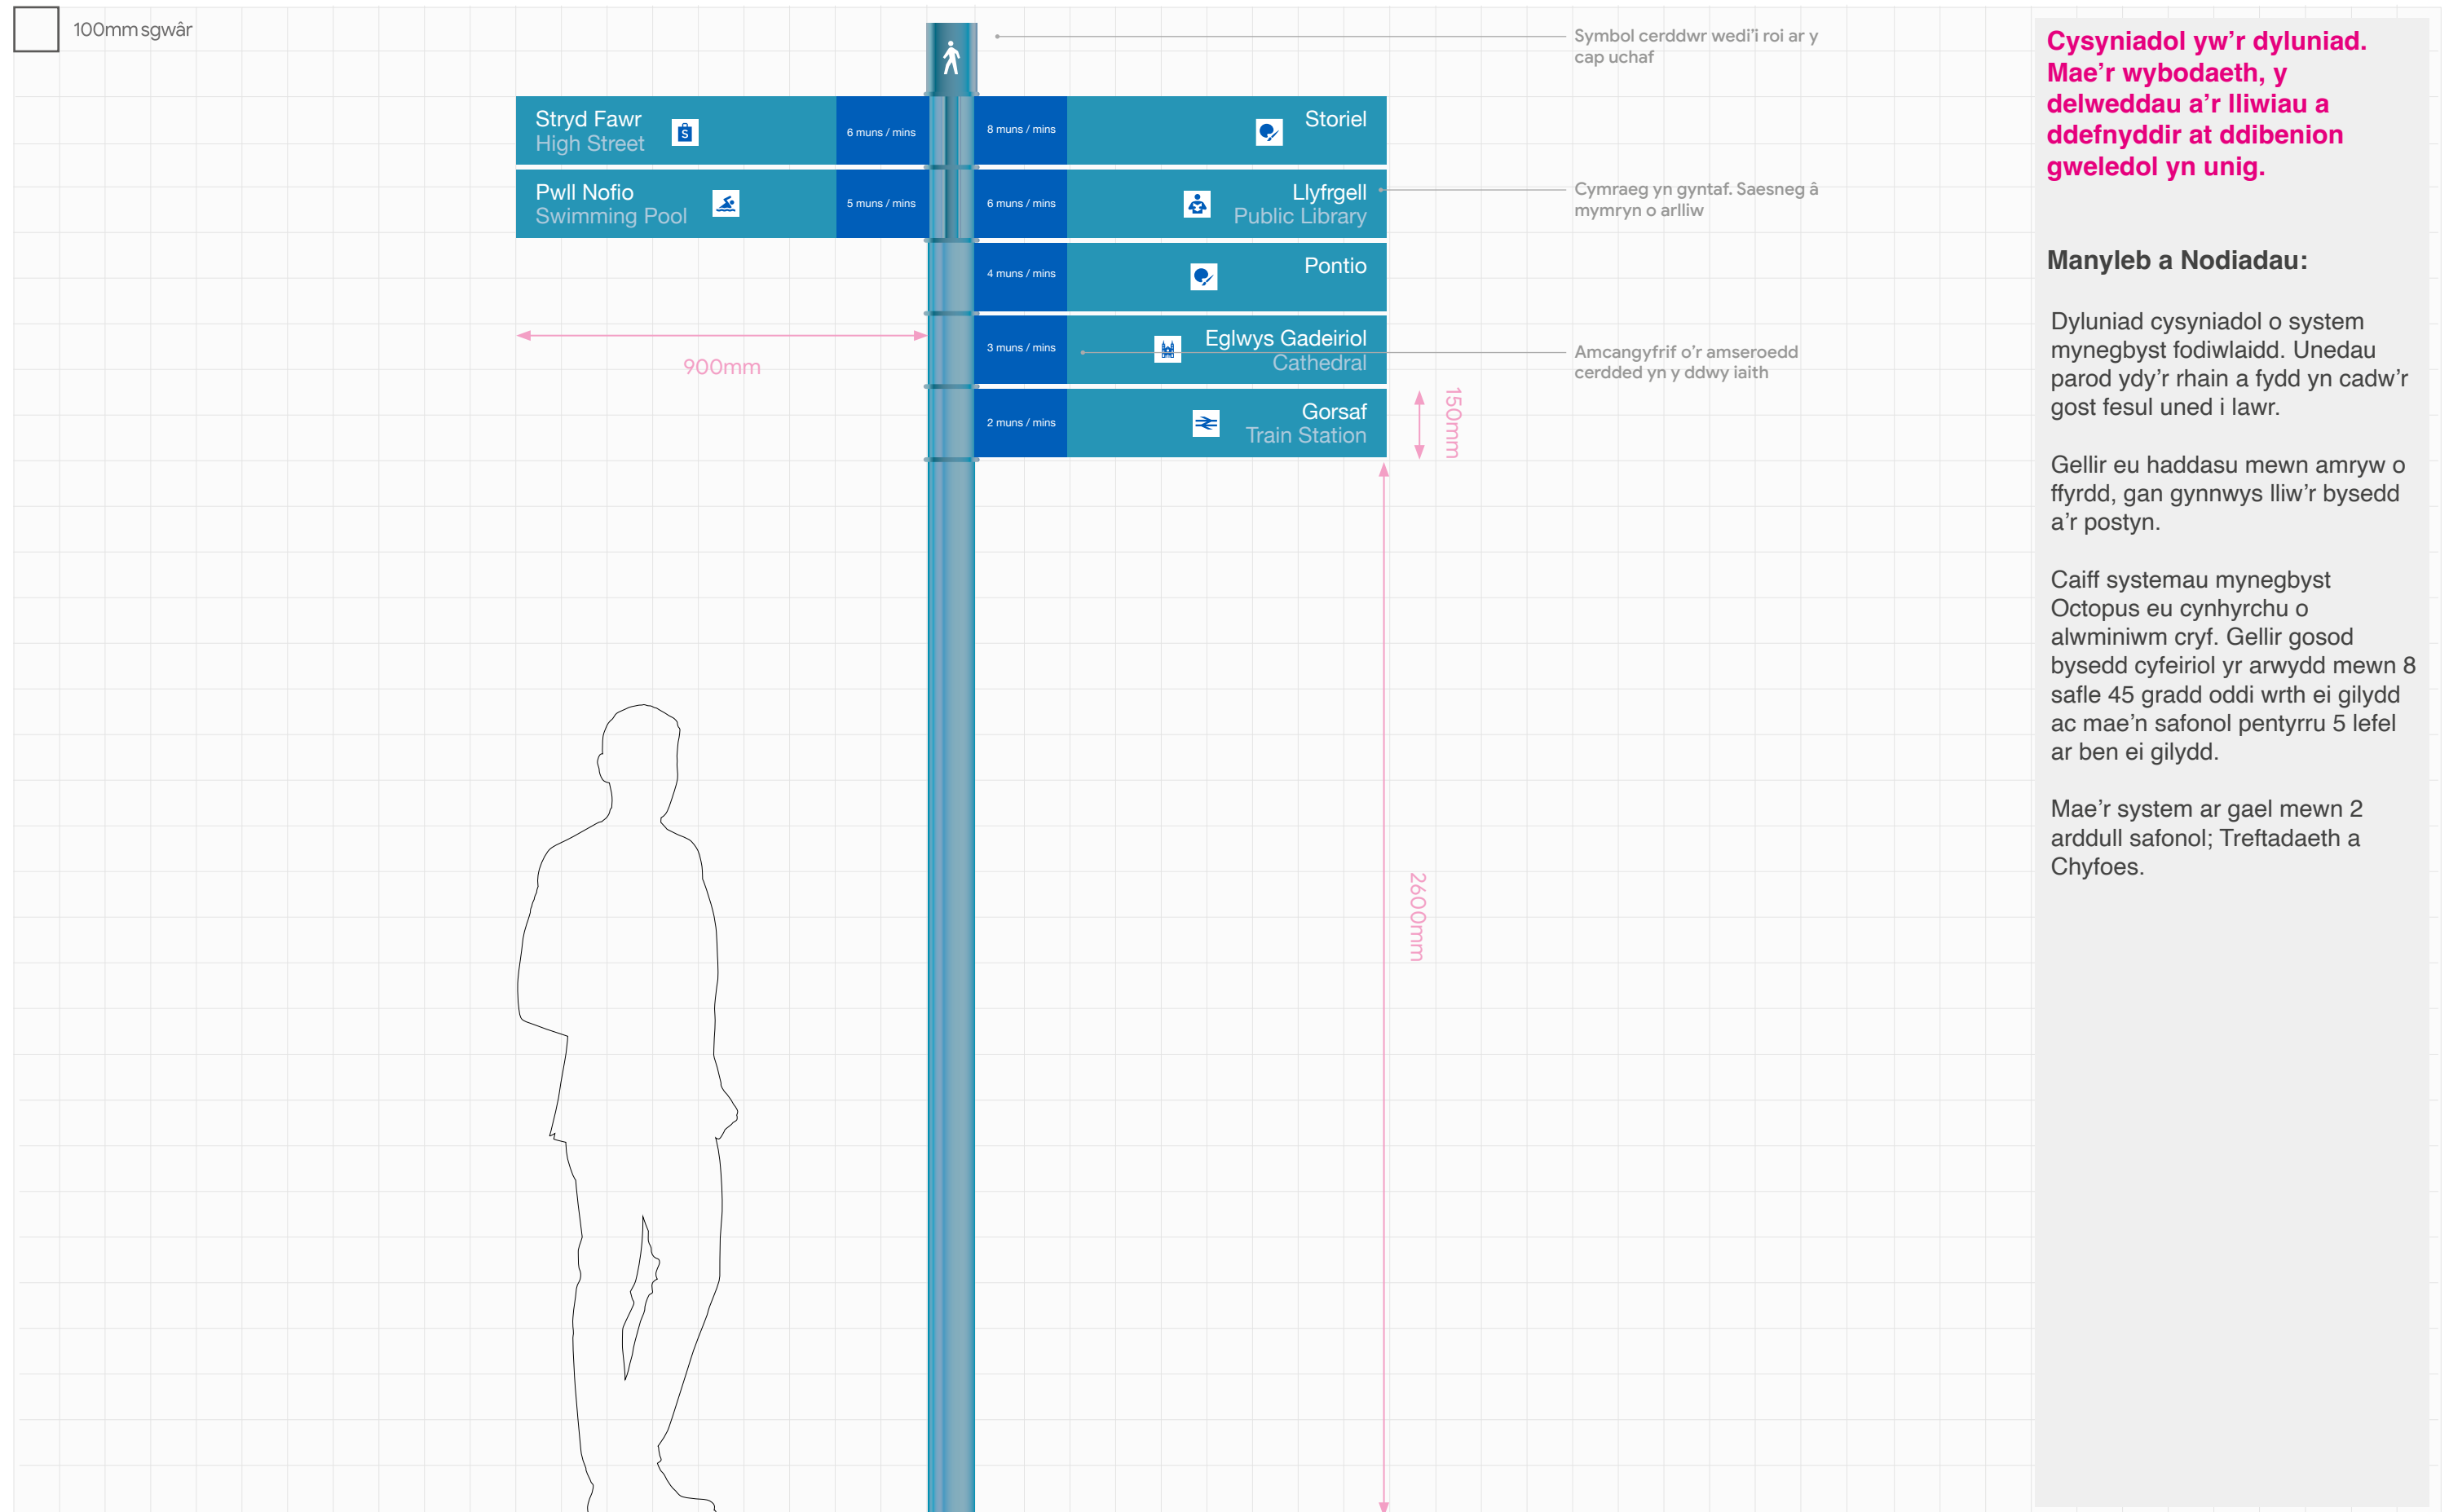 100mm sgwâr
Symbol cerddwr wedi’i roi ar y
cap uchaf
Stryd Fawr
High Street
S
6 muns / mins
8 muns / mins
Storiel
Pwll Nofio
Swimming Pool
5 muns / mins
6 muns / mins
Llyfrgell
Public Library
Cymraeg yn gyntaf. Saesneg â
mymryn o arlliw
4 muns / mins
Pontio
900mm
3 muns / mins
Eglwys Gadeiriol
Cathedral
Amcangyfrif o’r amseroedd
cerdded yn y ddwy iaith
2 muns / mins
Gorsaf
Train Station
150mm
2600mm
Cysyniadol yw’r dyluniad.
Mae’r wybodaeth, y
delweddau a’r lliwiau a
ddefnyddir at ddibenion
gweledol yn unig.
Manyleb a Nodiadau:
Dyluniad cysyniadol o system
mynegbyst fodiwlaidd. Unedau
parod ydy’r rhain a fydd yn cadw’r
gost fesul uned i lawr.
Gellir eu haddasu mewn amryw o
ffyrdd, gan gynnwys lliw’r bysedd
a’r postyn.
Caiff systemau mynegbyst
Octopus eu cynhyrchu o
alwminiwm cryf. Gellir gosod
bysedd cyfeiriol yr arwydd mewn 8
safle 45 gradd oddi wrth ei gilydd
ac mae’n safonol pentyrru 5 lefel
ar ben ei gilydd.
Mae’r system ar gael mewn 2
arddull safonol; Treftadaeth a
Chyfoes.